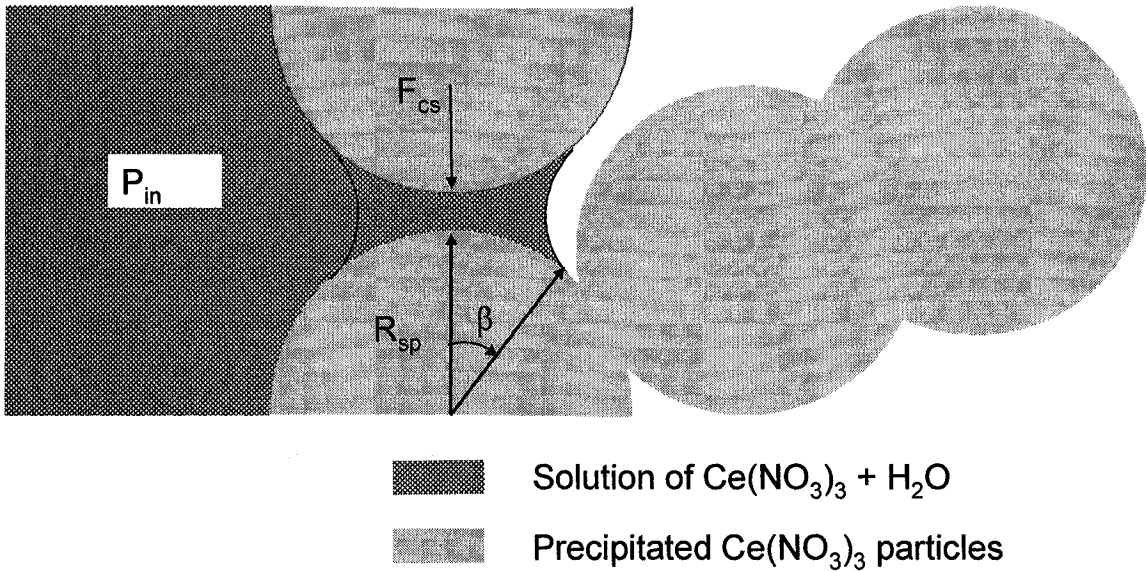 F_cs
P_in
R_sp
β
Solution of Ce(NO₃)₃ + H₂O
Precipitated Ce(NO₃)₃ particles